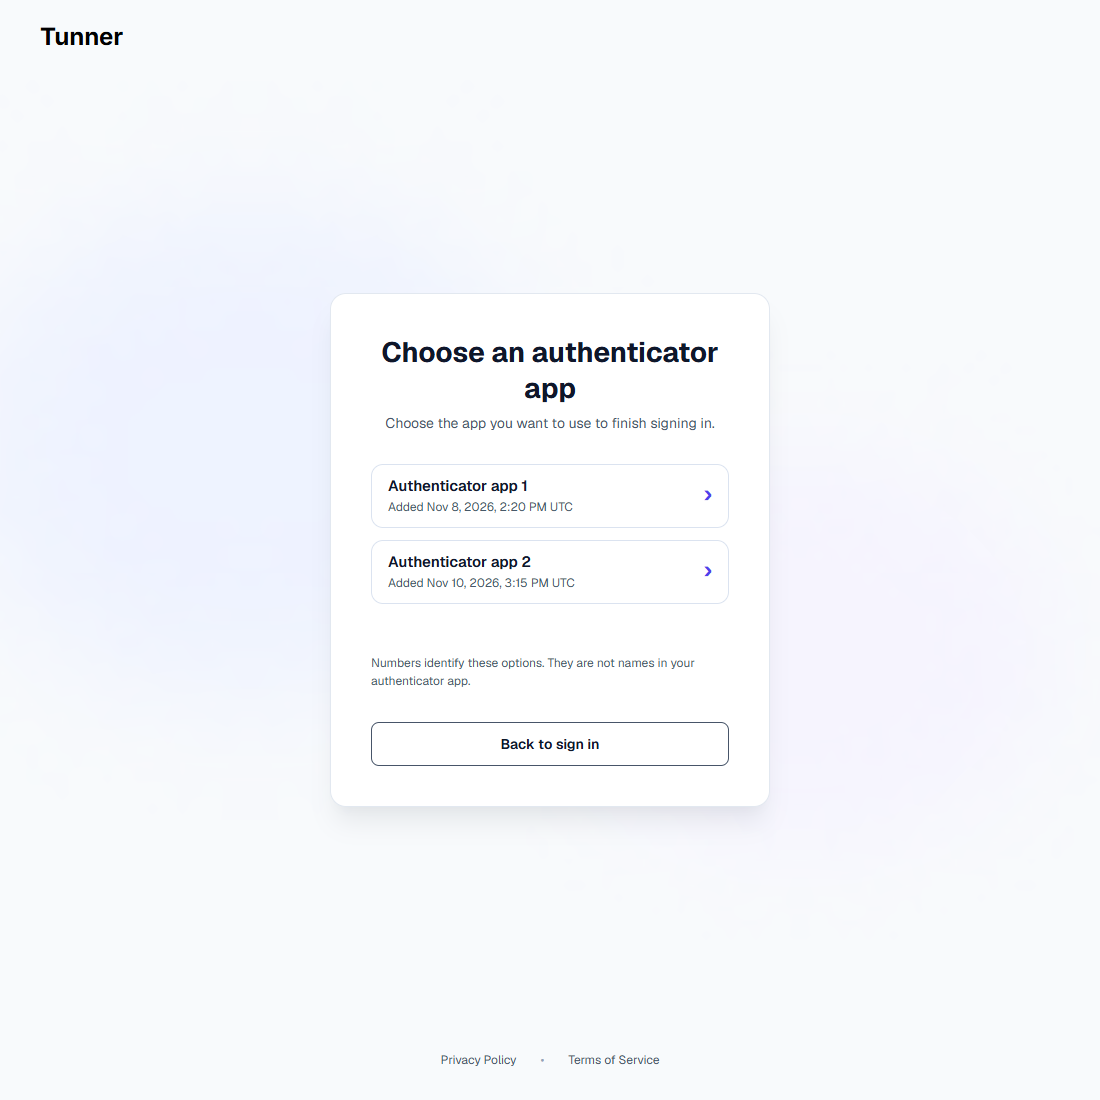 Tunner
Choose an authenticator
app
Choose the app you want to use to finish signing in.
Authenticator app 1
Added Nov 8, 2026, 2:20 PM UTC
Authenticator app 2
Added Nov 10, 2026, 3:15 PM UTC
Numbers identify these options. They are not names in your
authenticator app.
Back to sign in
Privacy Policy • Terms of Service